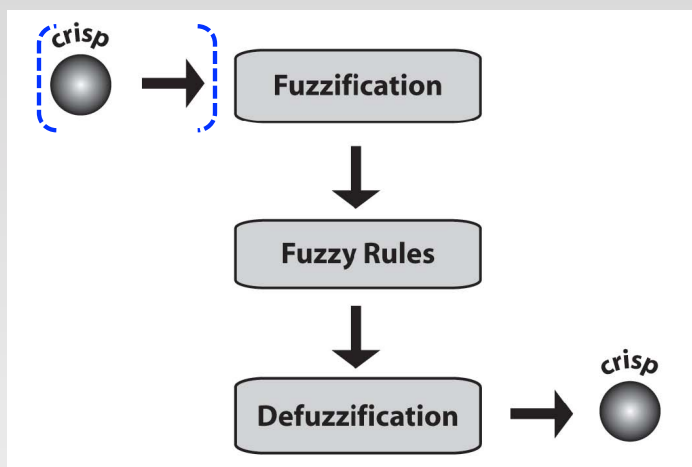 crisp
Fuzzification
Fuzzy Rules
Defuzzification
crisp